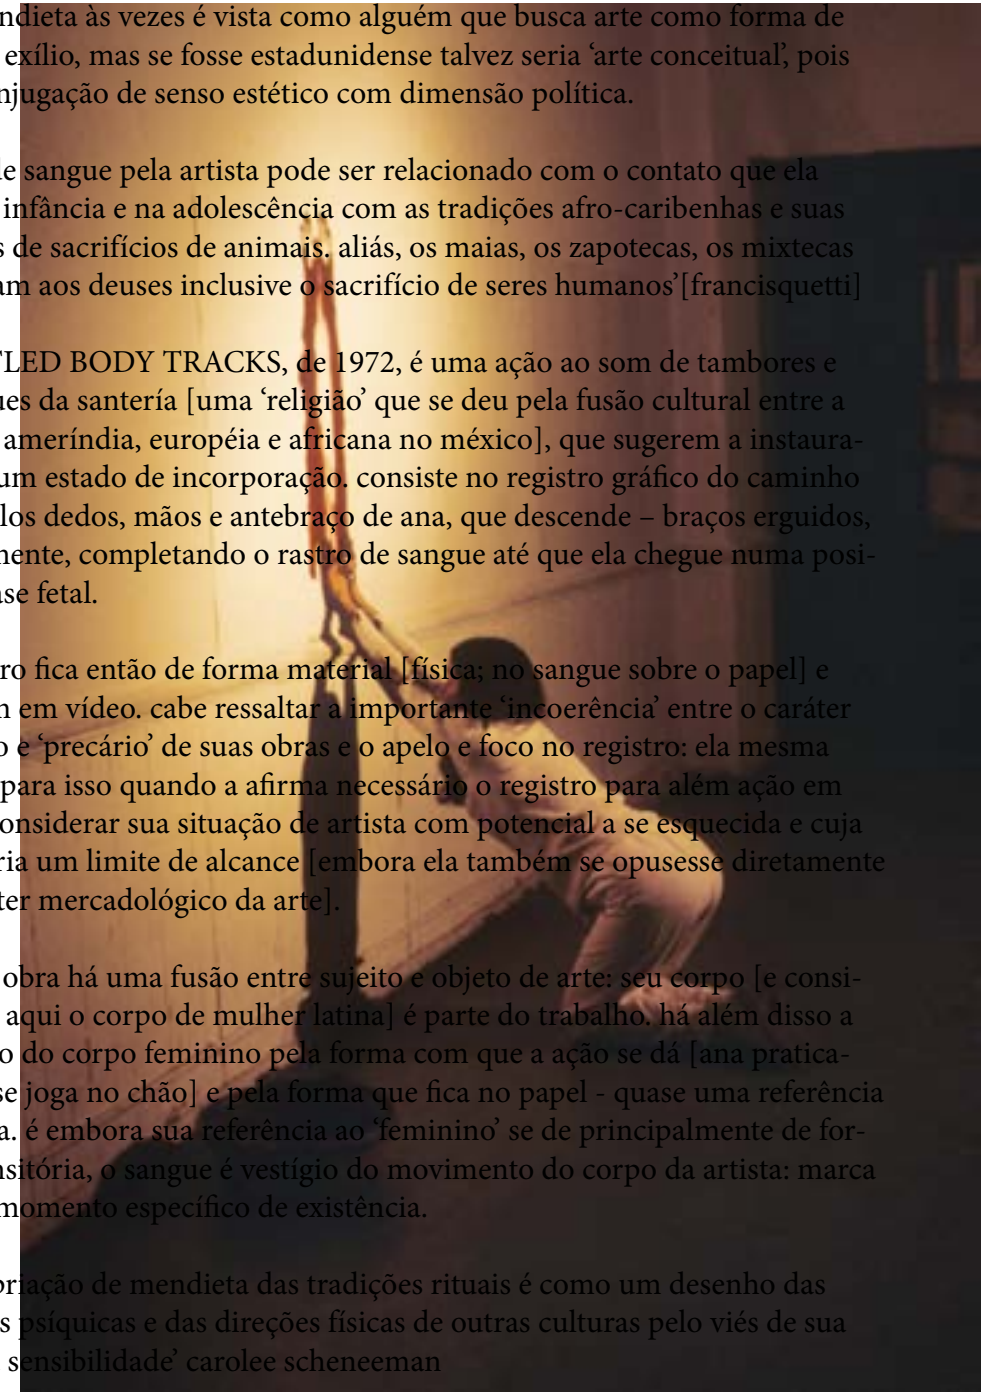 ndieta às vezes é vista como alguém que busca arte como forma de
exílio, mas se fosse estadunidense talvez seria ‘arte conceitual’, pois
njugação de senso estético com dimensão política.
de sangue pela artista pode ser relacionado com o contato que ela
infância e na adolescência com as tradições afro-caribenhas e suas
s de sacrifícios de animais. aliás, os maias, os zapotecas, os mixtecas
am aos deuses inclusive o sacrifício de seres humanos’[francisquetti]
LED BODY TRACKS, de 1972, é uma ação ao som de tambores e
ues da santería [uma ‘religião’ que se deu pela fusão cultural entre a
ameríndia, européia e africana no méxico], que sugerem a instaura-
um estado de incorporação. consiste no registro gráfico do caminho
los dedos, mãos e antebraço de ana, que descende – braços erguidos,
mente, completando o rastro de sangue até que ela chegue numa posi-
ase fetal.
ro fica então de forma material [física; no sangue sobre o papel] e
m em vídeo. cabe ressaltar a importante ‘incoerência’ entre o caráter
o e ‘precário’ de suas obras e o apelo e foco no registro: ela mesma
para isso quando a afirma necessário o registro para além ação em
onsiderar sua situação de artista com potencial a se esquecida e cuja
ria um limite de alcance [embora ela também se opusesse diretamente
ter mercadológico da arte].
obra há uma fusão entre sujeito e objeto de arte: seu corpo [e consi-
aqui o corpo de mulher latina] é parte do trabalho. há além disso a
o do corpo feminino pela forma com que a ação se dá [ana pratica-
se joga no chão] e pela forma que fica no papel - quase uma referência
a. é embora sua referência ao ‘feminino’ se de principalmente de for-
nsitória, o sangue é vestígio do movimento do corpo da artista: marca
momento específico de existência.
priação de mendieta das tradições rituais é como um desenho das
s psíquicas e das direções físicas de outras culturas pelo viés de sua
sensibilidade’ carolee scheneeman